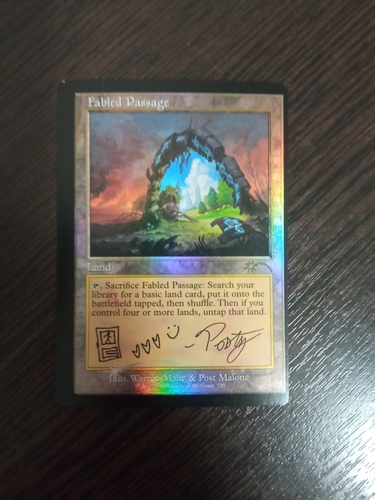 Fabled Passage
Land
, Sacrifice Fabled Passage: Search your
library for a basic land card, put it onto the
battlefield tapped, then shuffle. Then if you
control four or more lands, untap that land.
- Posty
Illus. Warren Mahy & Post Malone